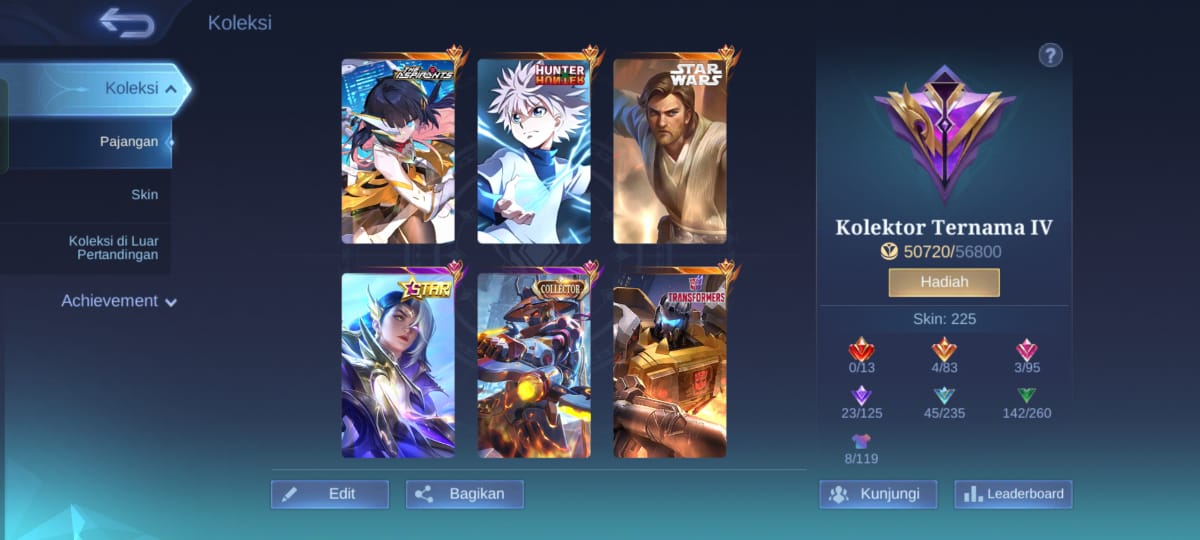 Koleksi
Koleksi
Pajangan
Skin
Koleksi di Luar
Pertandingan
Achievement
THE
ASPIRANTS
HUNTER
HUNTER
STAR
WARS
STAR
COLLECTOR
TRANSFORMERS
Edit
Bagikan
?
Kolektor Ternama IV
50720/56800
Hadiah
Skin: 225
0/13
4/83
3/95
23/125
45/235
142/260
8/119
Kunjungi
Leaderboard